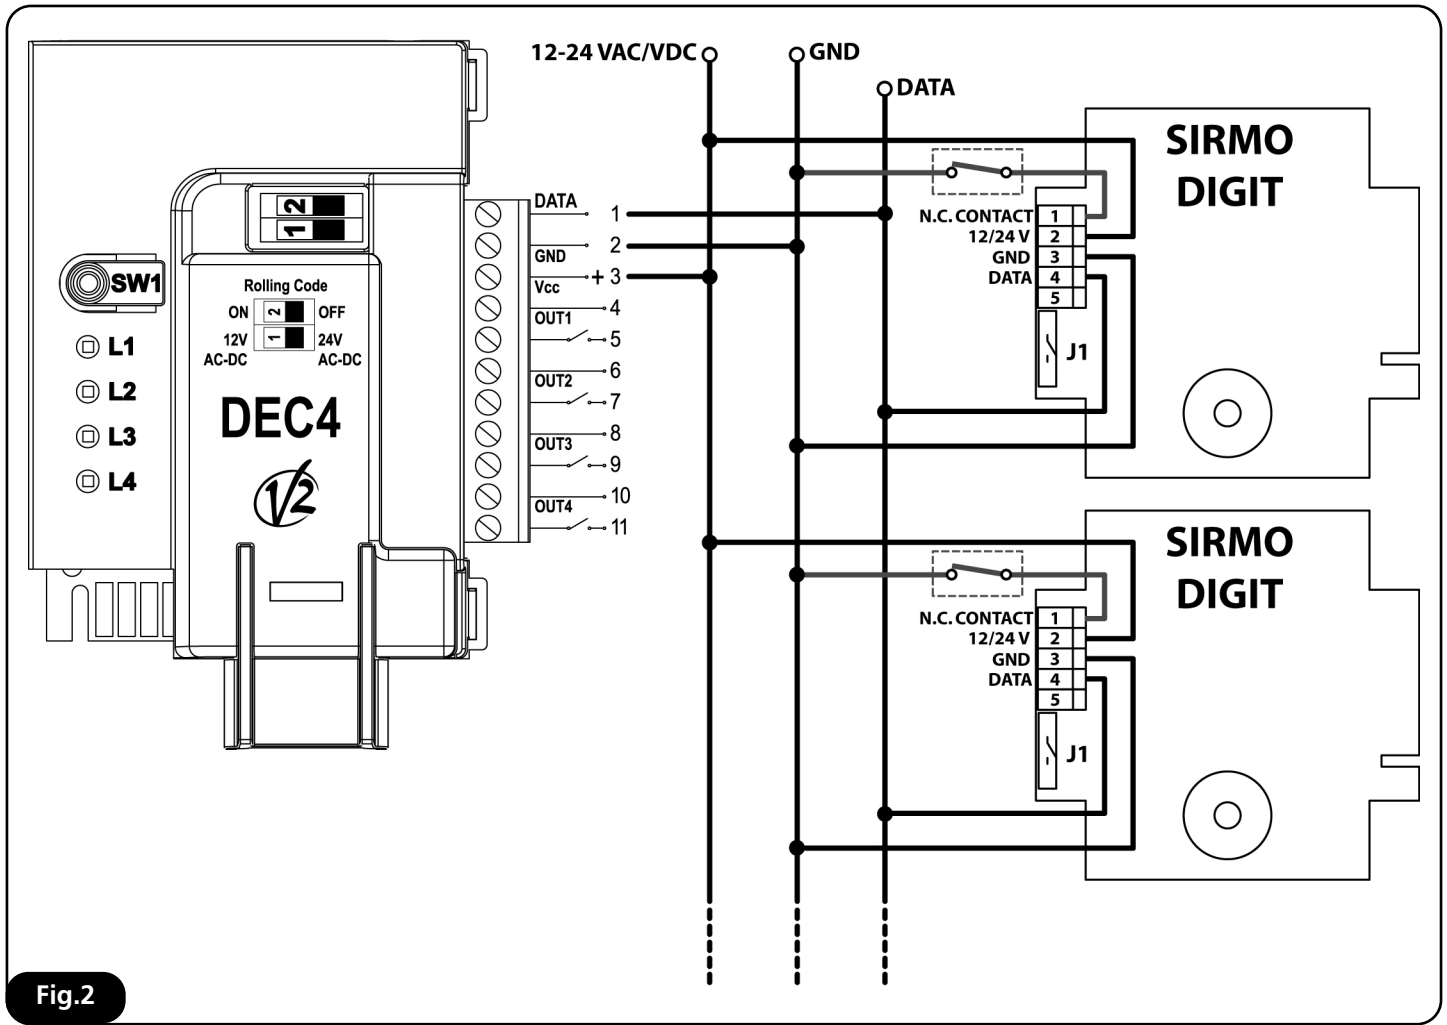 12-24 VAC/VDC
GND
DATA
SIRMO
DIGIT
2
1
SW1
L1
L2
L3
L4
Rolling Code
ON 2 OFF
12V 1 24V
AC-DC AC-DC
DEC4
V2
DATA 1
2
GND
+ 3
Vcc
4
OUT1
5
6
OUT2
7
8
OUT3
9
10
OUT4
11
N.C. CONTACT 1
12/24 V 2
GND 3
DATA 4
5
J1
SIRMO
DIGIT
N.C. CONTACT 1
12/24 V 2
GND 3
DATA 4
5
J1
Fig.2